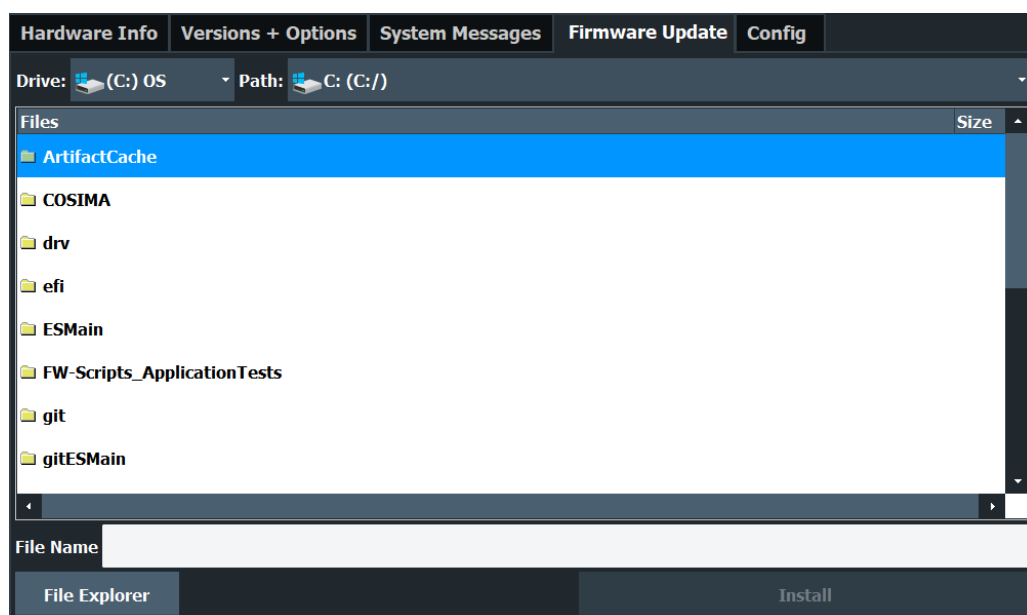 Hardware Info Versions + Options System Messages Firmware Update Config
Drive: (C:) OS Path: C: (C:/)
Files Size
ArtifactCache
COSIMA
drv
efi
ESMain
FW-Scripts_ApplicationTests
git
gitESMain
File Name
File Explorer Install